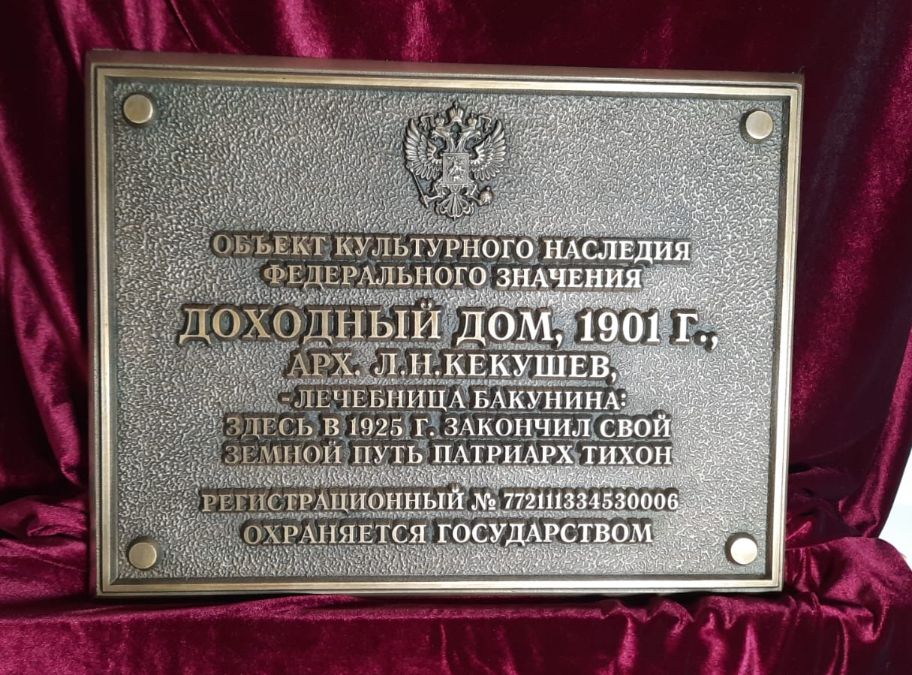 ОБЪЕКТ КУЛЬТУРНОГО НАСЛЕДИЯ
ФЕДЕРАЛЬНОГО ЗНАЧЕНИЯ
ДОХОДНЫЙ ДОМ, 1901 Г.,
АРХ. Л.Н.КЕКУШЕВ,
-ЛЕЧЕБНИЦА БАКУНИНА:
ЗДЕСЬ В 1925 Г. ЗАКОНЧИЛ СВОЙ
ЗЕМНОЙ ПУТЬ ПАТРИАРХ ТИХОН
РЕГИСТРАЦИОННЫЙ № 772111334530006
ОХРАНЯЕТСЯ ГОСУДАРСТВОМ